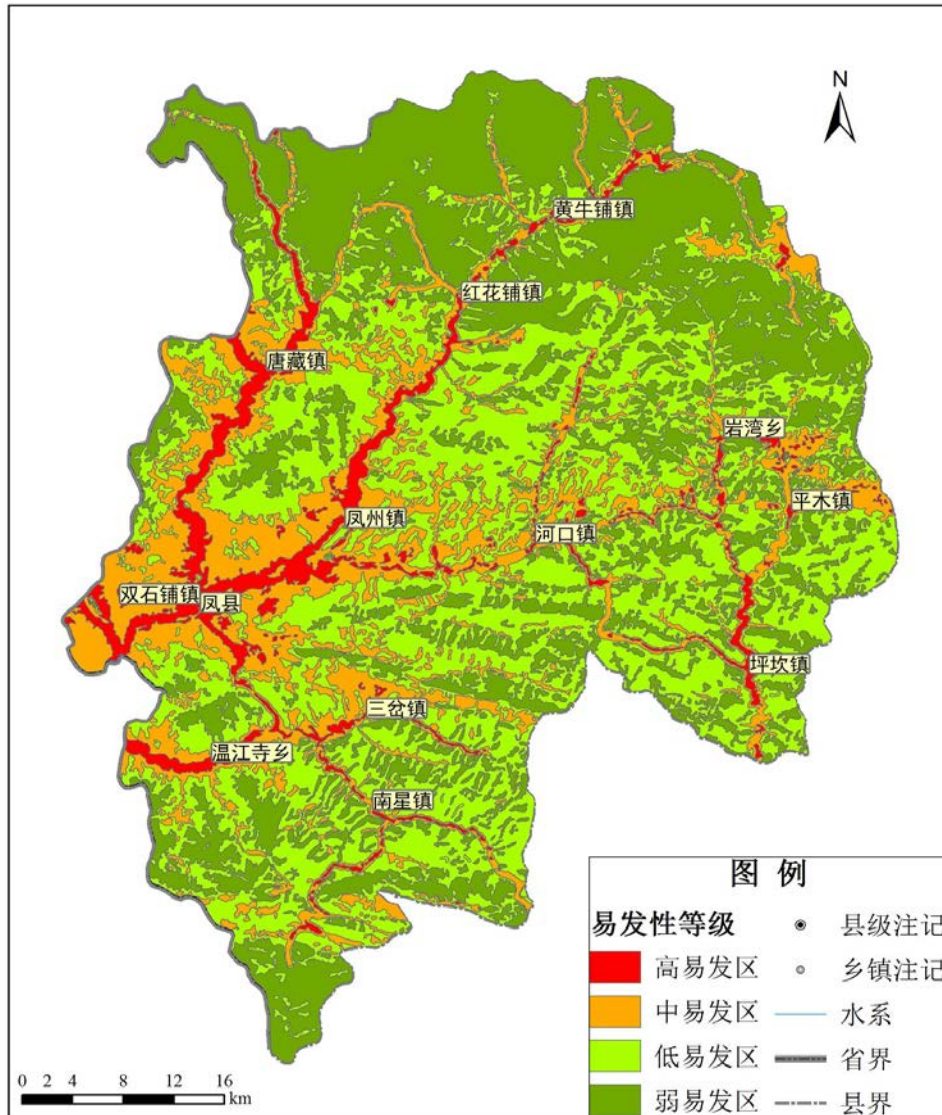 N
黄牛铺镇
红花铺镇
唐藏镇
岩湾乡
平木镇
凤州镇
河口镇
双石铺镇
凤县
坪坎镇
三岔镇
温江寺乡
南星镇
图 例
易发性等级
县级注记
高易发区
乡镇注记
中易发区
水系
低易发区
省界
弱易发区
县界
0 2 4 8 12 16
km